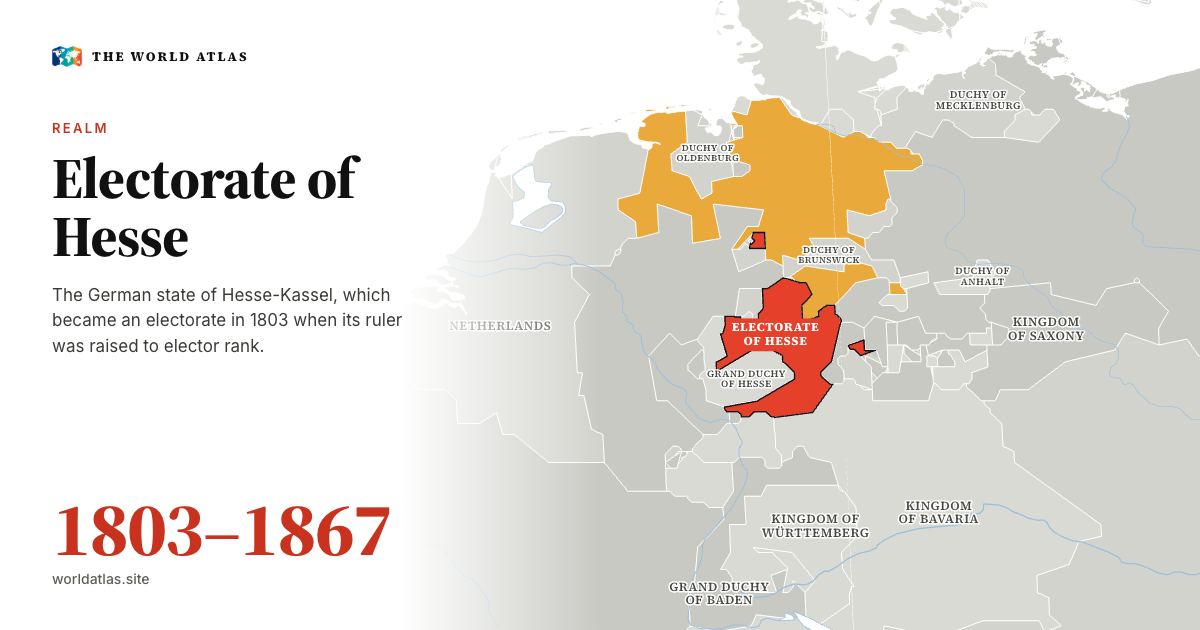 THE WORLD ATLAS
REALM
Electorate of
Hesse
The German state of Hesse-Kassel, which
became an electorate in 1803 when its ruler
was raised to elector rank.
1803–1867
worldatlas.site
DUCHY OF
MECKLENBURG
DUCHY OF
OLDENBURG
DUCHY OF
BRUNSWICK
DUCHY OF
ANHALT
NETHERLANDS
ELECTORATE
OF HESSE
KINGDOM
OF SAXONY
GRAND DUCHY
OF HESSE
KINGDOM OF
WÜRTTEMBERG
KINGDOM
OF BAVARIA
GRAND DUCHY
OF BADEN